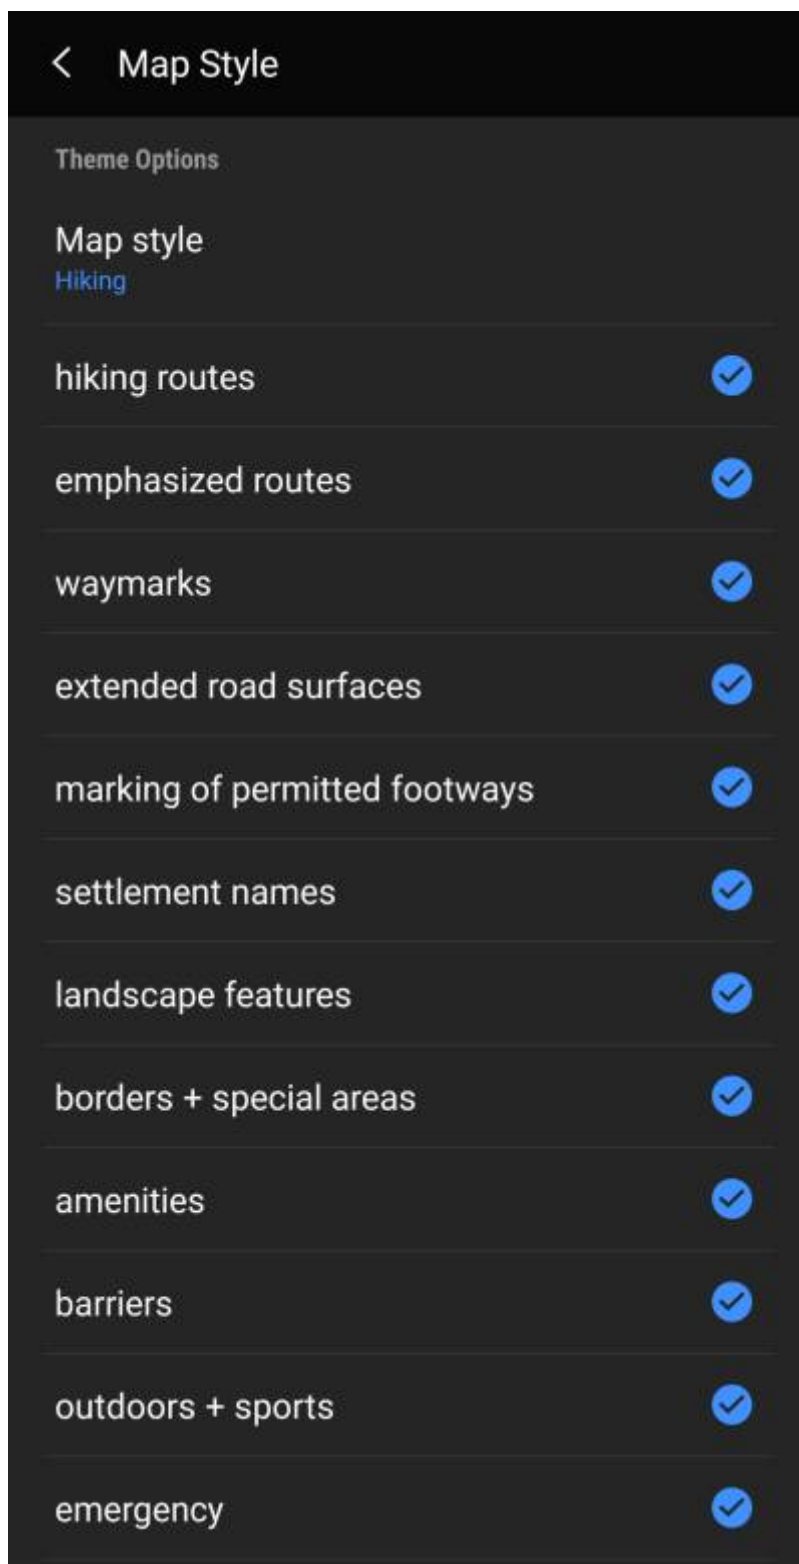 Map Style
Theme Options
Map style
Hiking
hiking routes
emphasized routes
waymarks
extended road surfaces
marking of permitted footways
settlement names
landscape features
borders + special areas
amenities
barriers
outdoors + sports
emergency